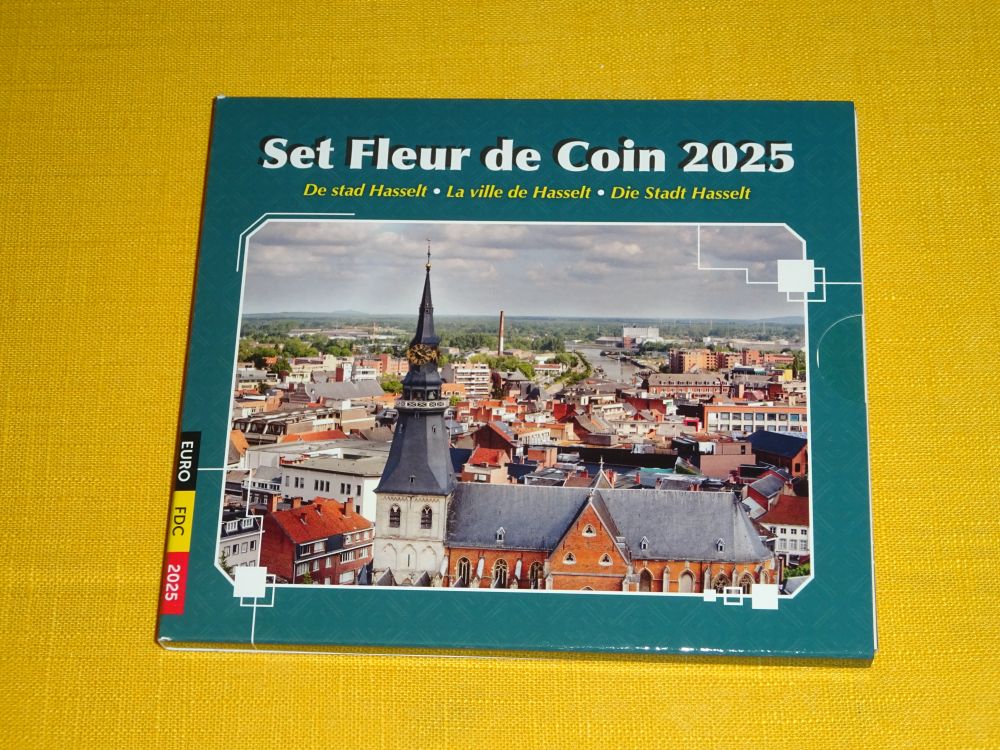 Set Fleur de Coin 2025
De stad Hasselt • La ville de Hasselt • Die Stadt Hasselt
EURO
FDC
2025